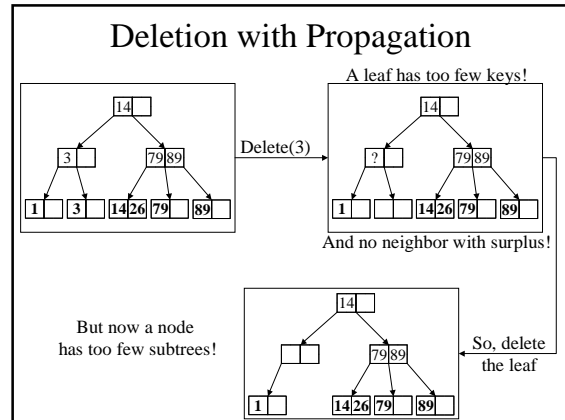 Deletion with Propagation
A leaf has too few keys!
14
3
79 89
1
3
14 26
79
89
Delete(3)
14
?
79 89
1
14 26
79
89
And no neighbor with surplus!
So, delete
the leaf
But now a node
has too few subtrees!
14
79 89
1
14 26
79
89